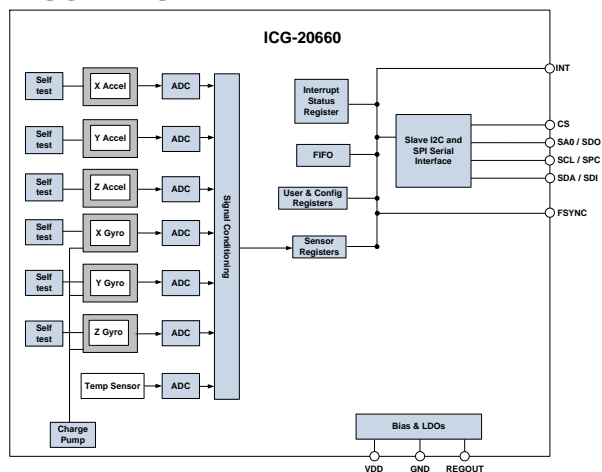 ICG-20660
Self
test
X Accel
ADC
Self
test
Y Accel
ADC
Self
test
Z Accel
ADC
Self
test
X Gyro
ADC
Self
test
Y Gyro
ADC
Self
test
Z Gyro
ADC
Temp Sensor
ADC
Charge
Pump
Signal Conditioning
Interrupt
Status
Register
FIFO
User & Config
Registers
Sensor
Registers
Slave I2C and
SPI Serial
Interface
INT
CS
SA0 / SDO
SCL / SPC
SDA / SDI
FSYNC
Bias & LDOs
VDD
GND
REGOUT